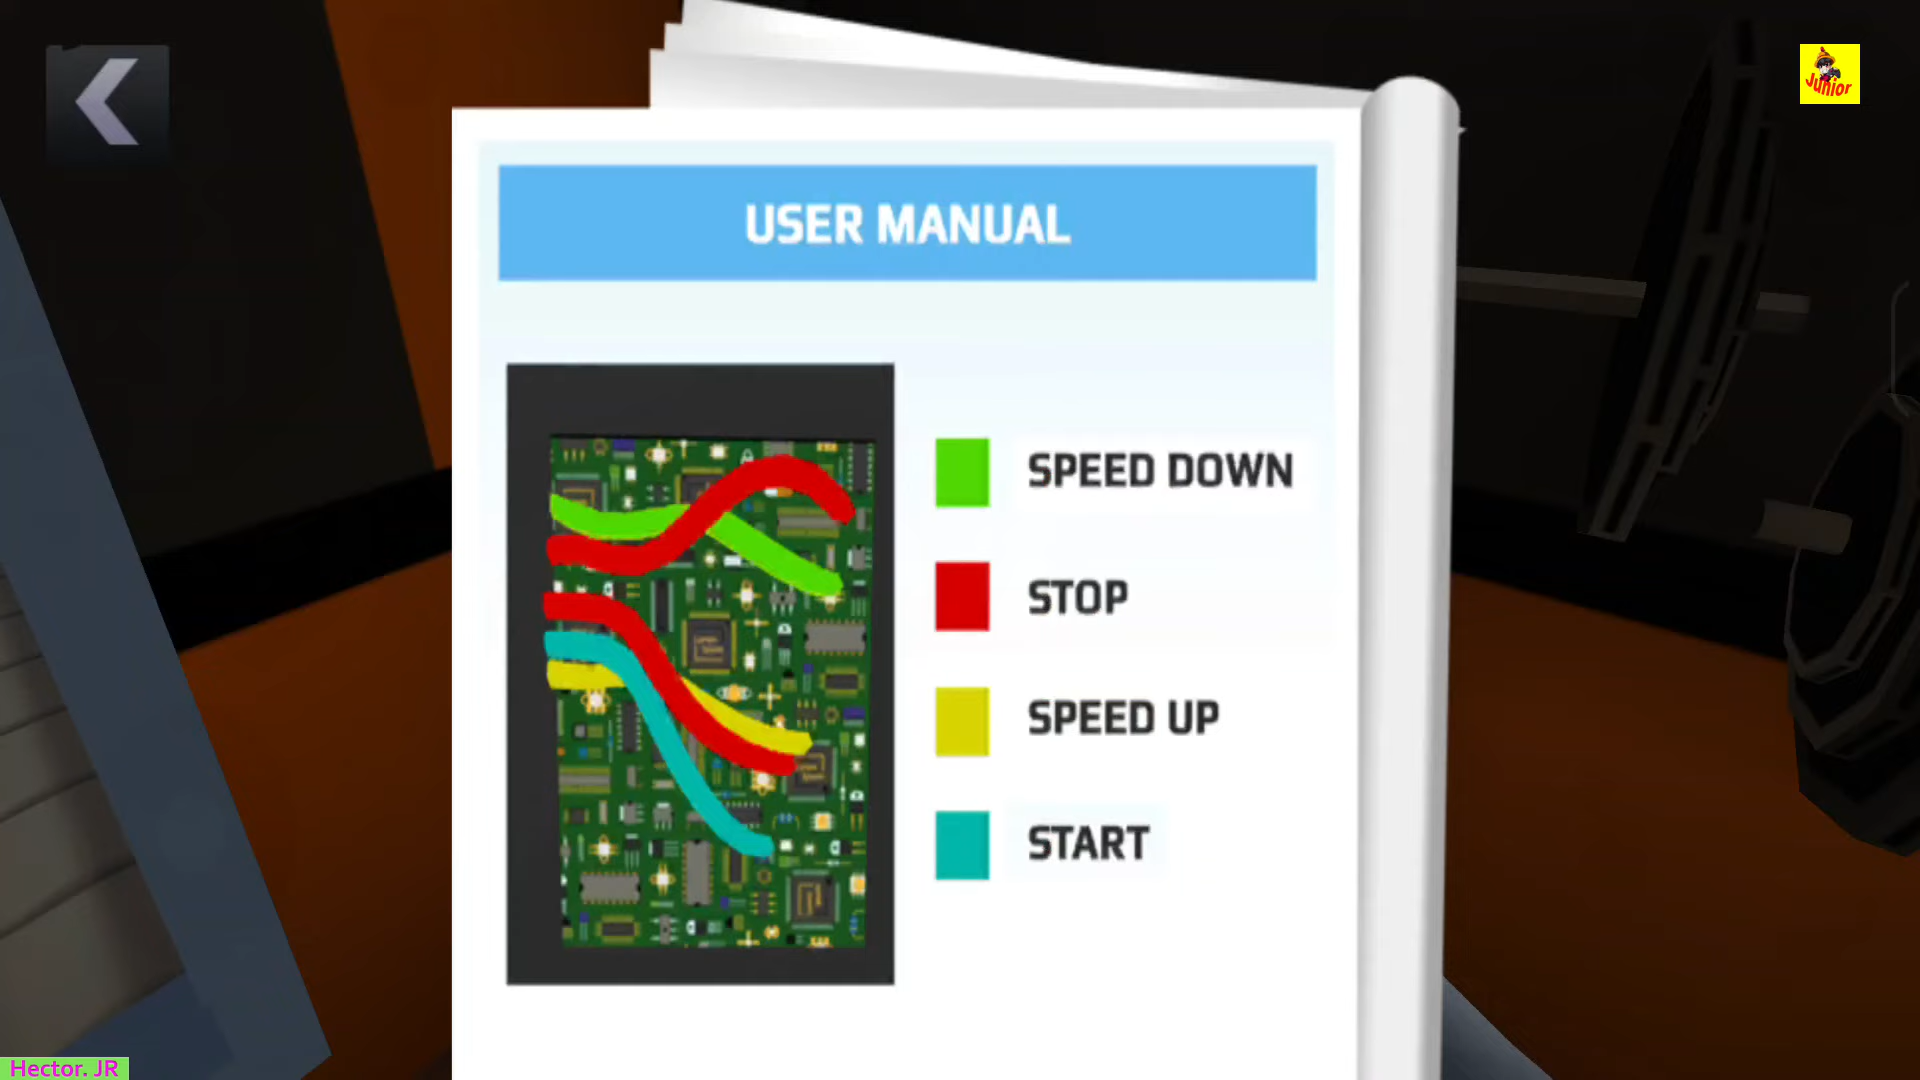 Junior
USER MANUAL
SPEED DOWN
STOP
SPEED UP
START
Hector. JR